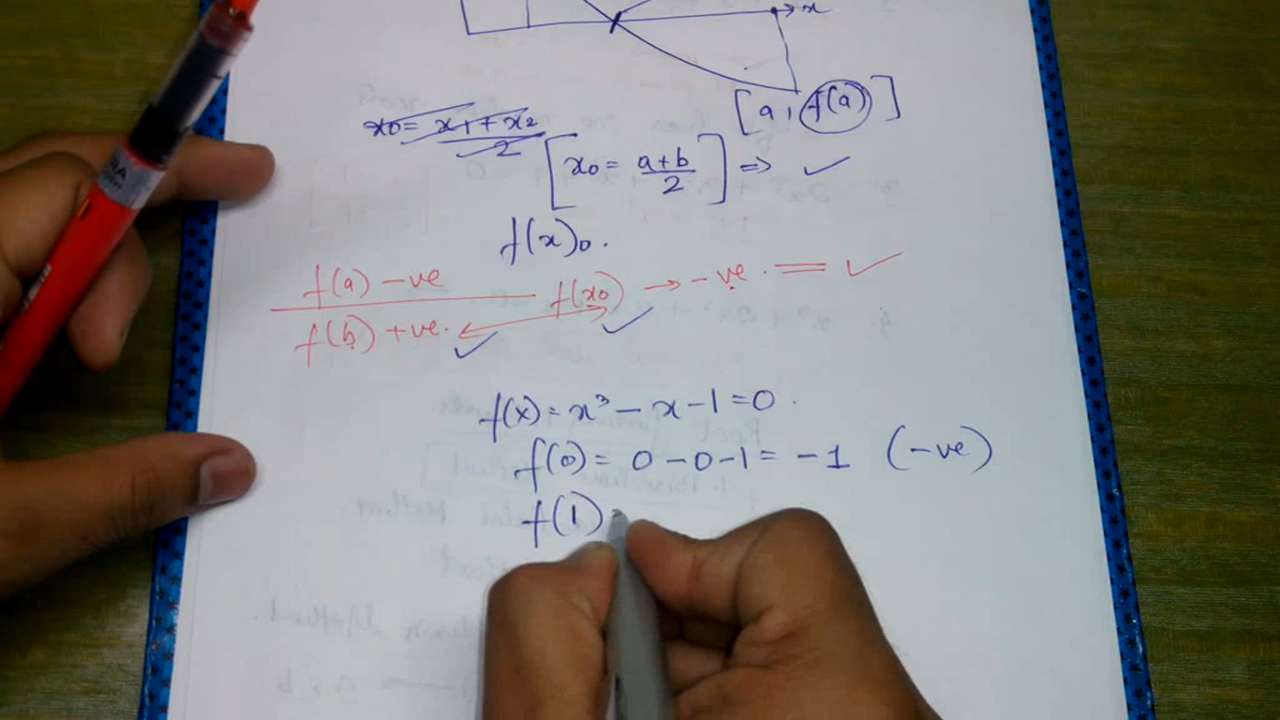 x
[a, f(a)]
x0 = x1 + x2 / 2
[x0 = a+b / 2] => ✓
f(x)0.
f(a) -ve
f(x0) → -ve. = ✓
f(b) +ve. ✓ ✓
f(x) = x³ - x - 1 = 0.
f(0) = 0 - 0 - 1 = -1 (-ve)
f(1)